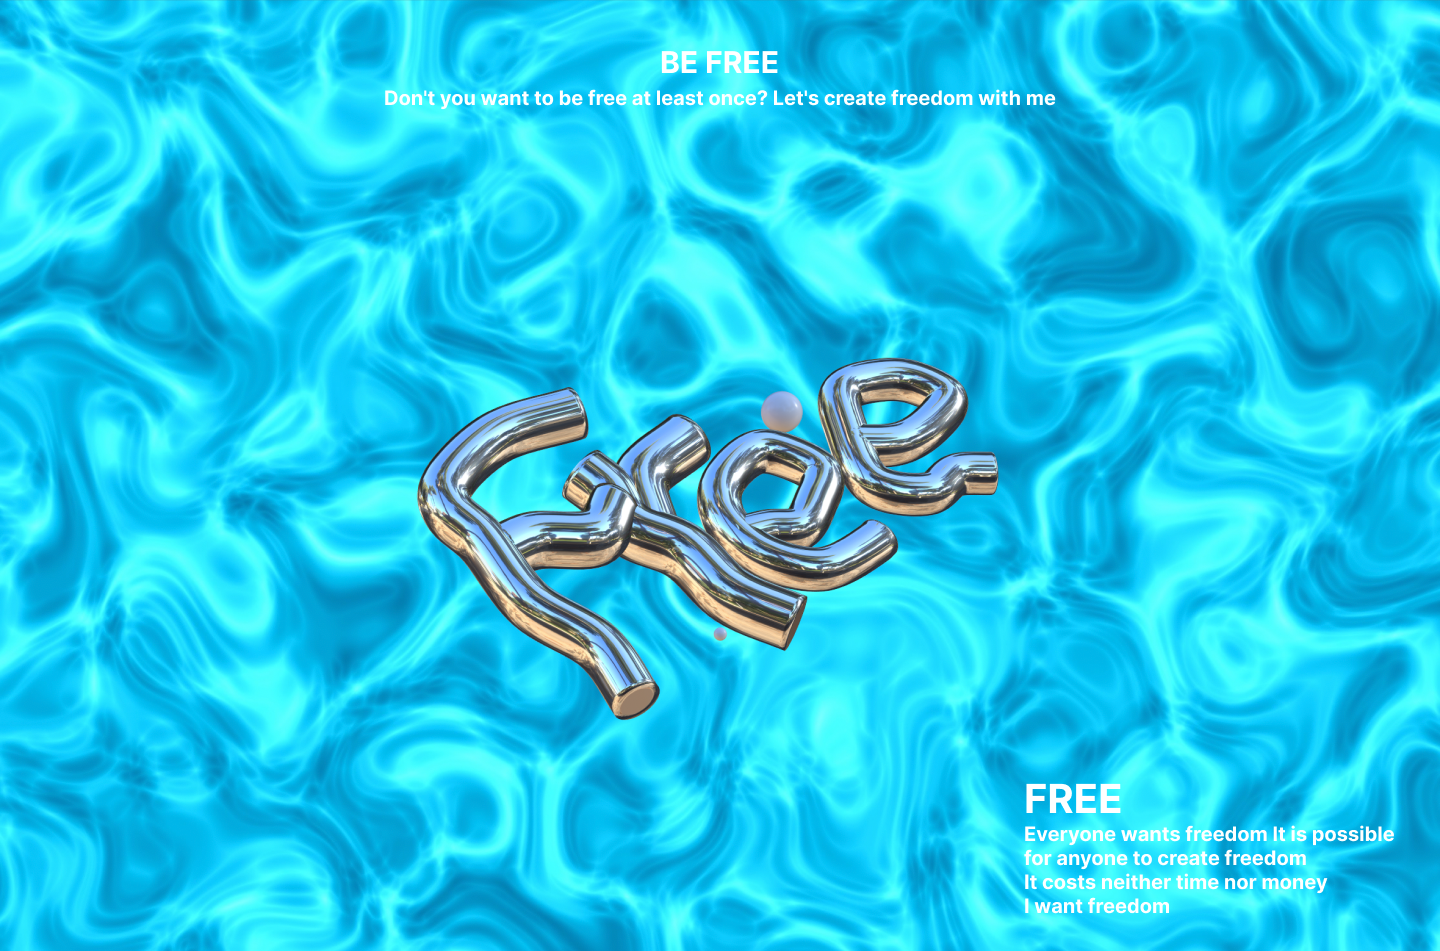 BE FREE
Don't you want to be free at least once? Let's create freedom with me
Free
FREE
Everyone wants freedom It is possible
for anyone to create freedom
It costs neither time nor money
I want freedom